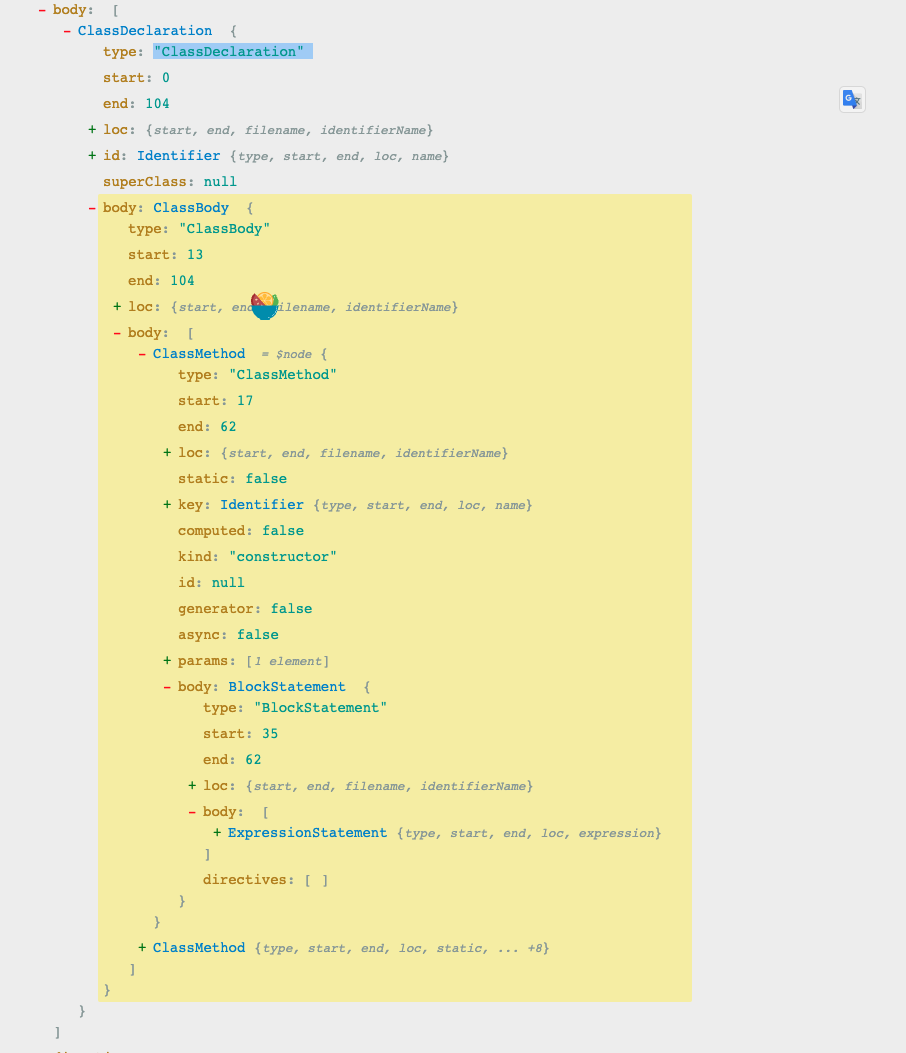 - body: [
- ClassDeclaration {
type: "ClassDeclaration"
start: 0
end: 104
+ loc: {start, end, filename, identifierName}
+ id: Identifier {type, start, end, loc, name}
superClass: null
- body: ClassBody {
type: "ClassBody"
start: 13
end: 104
+ loc: {start, end, filename, identifierName}
- body: [
- ClassMethod = $node {
type: "ClassMethod"
start: 17
end: 62
+ loc: {start, end, filename, identifierName}
static: false
+ key: Identifier {type, start, end, loc, name}
computed: false
kind: "constructor"
id: null
generator: false
async: false
+ params: [1 element]
- body: BlockStatement {
type: "BlockStatement"
start: 35
end: 62
+ loc: {start, end, filename, identifierName}
- body: [
+ ExpressionStatement {type, start, end, loc, expression}
]
directives: [ ]
}
}
+ ClassMethod {type, start, end, loc, static, ... +8}
]
}
}
]